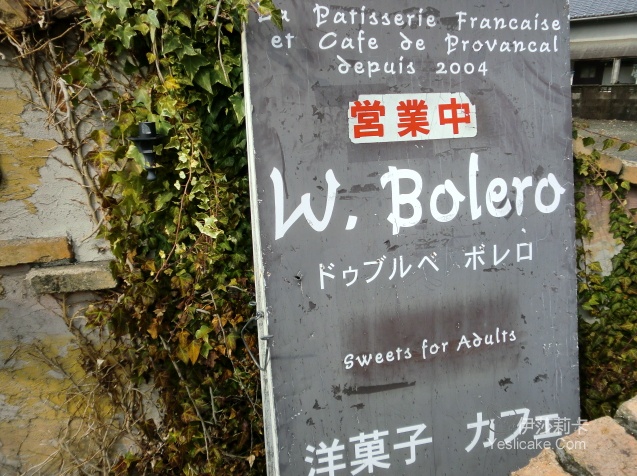 La Patisserie Francaise
et Cafe de Provancal
depuis 2004
営業中
W. Bolero
ドゥブルベ ボレロ
Sweets for Adults
洋菓子 カフェ
伊莎莉卡
Yeslicake.com